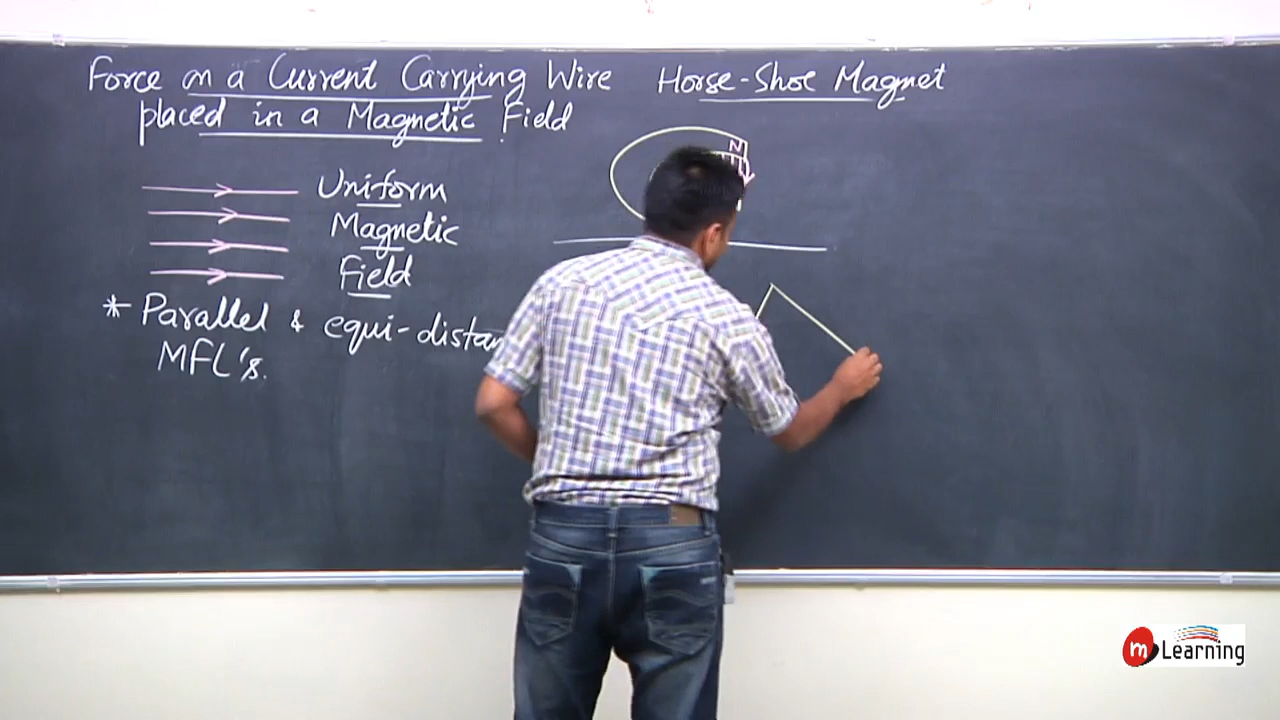 Force on a Current Carrying Wire
placed in a Magnetic Field
Uniform
Magnetic
Field
* Parallel & equi-distan
MFL's.
Horse-Shoe Magnet
N
m Learning